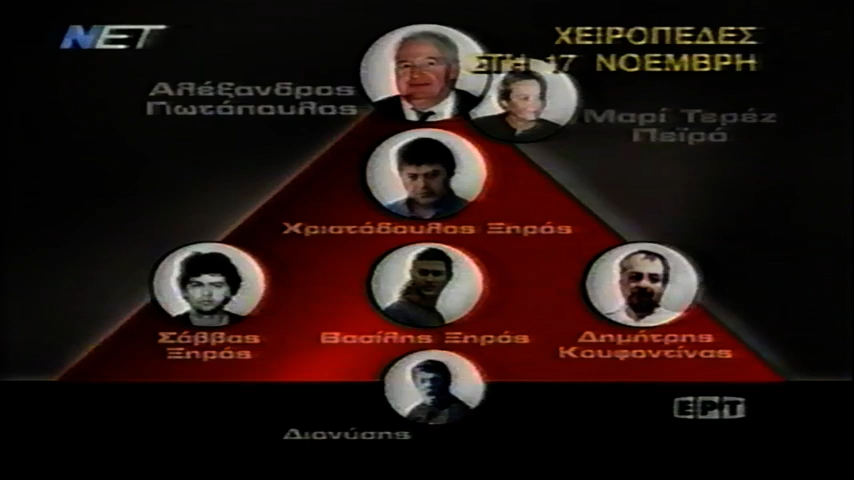 NET
ΧΕΙΡΟΠΕΔΕΣ
ΣΤΗ 17 ΝΟΕΜΒΡΗ
Αλέξανδρος
Γιωτόπουλος
Μαρί Τερέζ
Πεϊρό
Χριστόδουλος Ξηρός
Σάββας
Ξηρός
Βασίλης Ξηρός
Δημήτρης
Κουφοντίνας
Διονύσης
ΕΡΤ